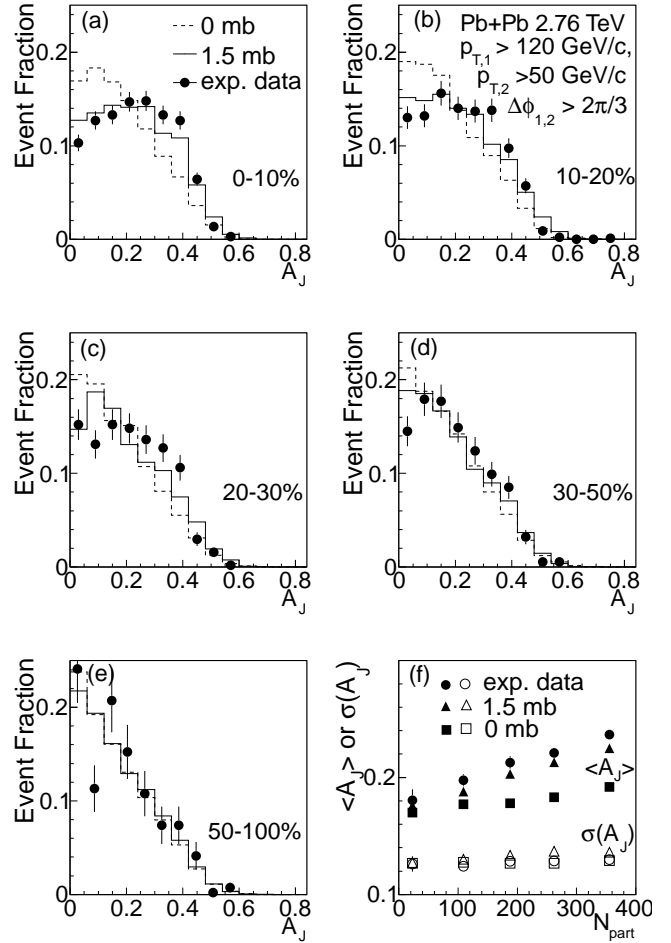 (a)
0 mb
1.5 mb
exp. data
0-10%
Event Fraction
0.2
0.1
0
0 0.2 0.4 0.6 0.8
A_J
(b)
Pb+Pb 2.76 TeV
p_{T,1} > 120 GeV/c,
p_{T,2} >50 GeV/c
Δϕ_{1,2} > 2π/3
10-20%
Event Fraction
0.2
0.1
0
0 0.2 0.4 0.6 0.8
A_J
(c)
20-30%
Event Fraction
0.2
0.1
0
0 0.2 0.4 0.6 0.8
A_J
(d)
30-50%
Event Fraction
0.2
0.1
0
0 0.2 0.4 0.6 0.8
A_J
(e)
50-100%
Event Fraction
0.2
0.1
0
0 0.2 0.4 0.6 0.8
A_J
(f)
exp. data
1.5 mb
0 mb
<A_J>
σ(A_J)
<A_J> or σ(A_J)
0.2
0.1
0 100 200 300 400
N_part